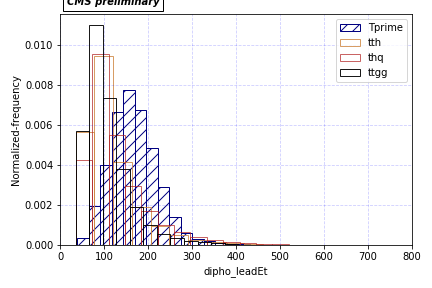 CMS preliminary
Normalized-frequency
0.010
0.008
0.006
0.004
0.002
0.000
Tprime
tth
thq
ttgg
0 100 200 300 400 500 600 700 800
dipho_leadEt